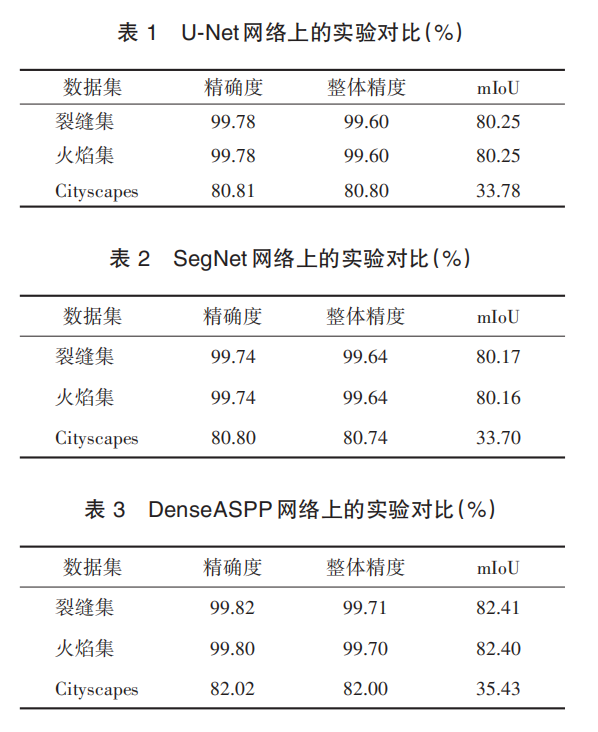 表 1 U-Net 网络上的实验对比(%)
数据集 精确度 整体精度 mIoU
裂缝集 99.78 99.60 80.25
火焰集 99.78 99.60 80.25
Cityscapes 80.81 80.80 33.78
表 2 SegNet 网络上的实验对比(%)
数据集 精确度 整体精度 mIoU
裂缝集 99.74 99.64 80.17
火焰集 99.74 99.64 80.16
Cityscapes 80.80 80.74 33.70
表 3 DenseASPP 网络上的实验对比(%)
数据集 精确度 整体精度 mIoU
裂缝集 99.82 99.71 82.41
火焰集 99.80 99.70 82.40
Cityscapes 82.02 82.00 35.43